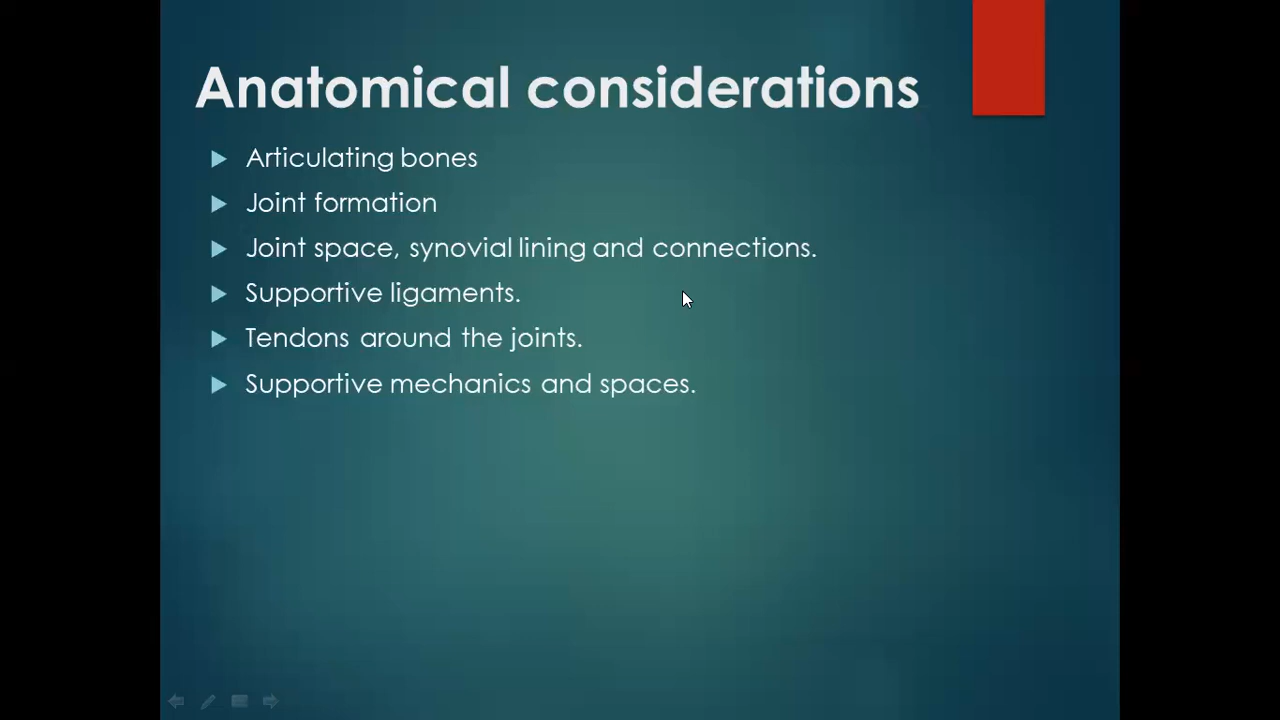 Anatomical considerations
Articulating bones
Joint formation
Joint space, synovial lining and connections.
Supportive ligaments.
Tendons around the joints.
Supportive mechanics and spaces.